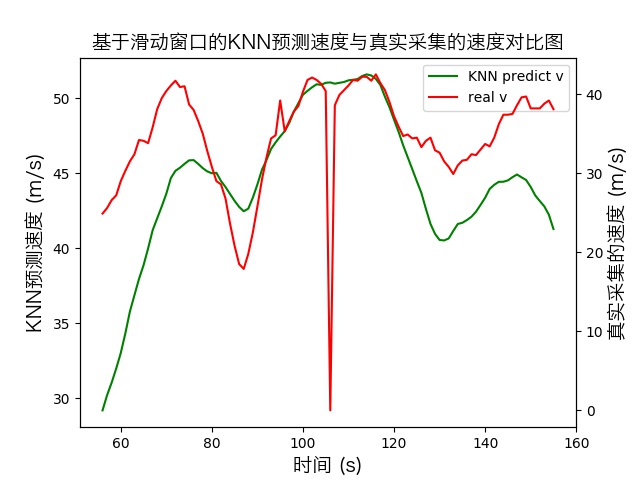 基于滑动窗口的KNN预测速度与真实采集的速度对比图
KNN predict v
real v
50
45
40
35
30
KNN预测速度 (m/s)
40
30
20
10
0
真实采集的速度 (m/s)
60 80 100 120 140 160
时间 (s)